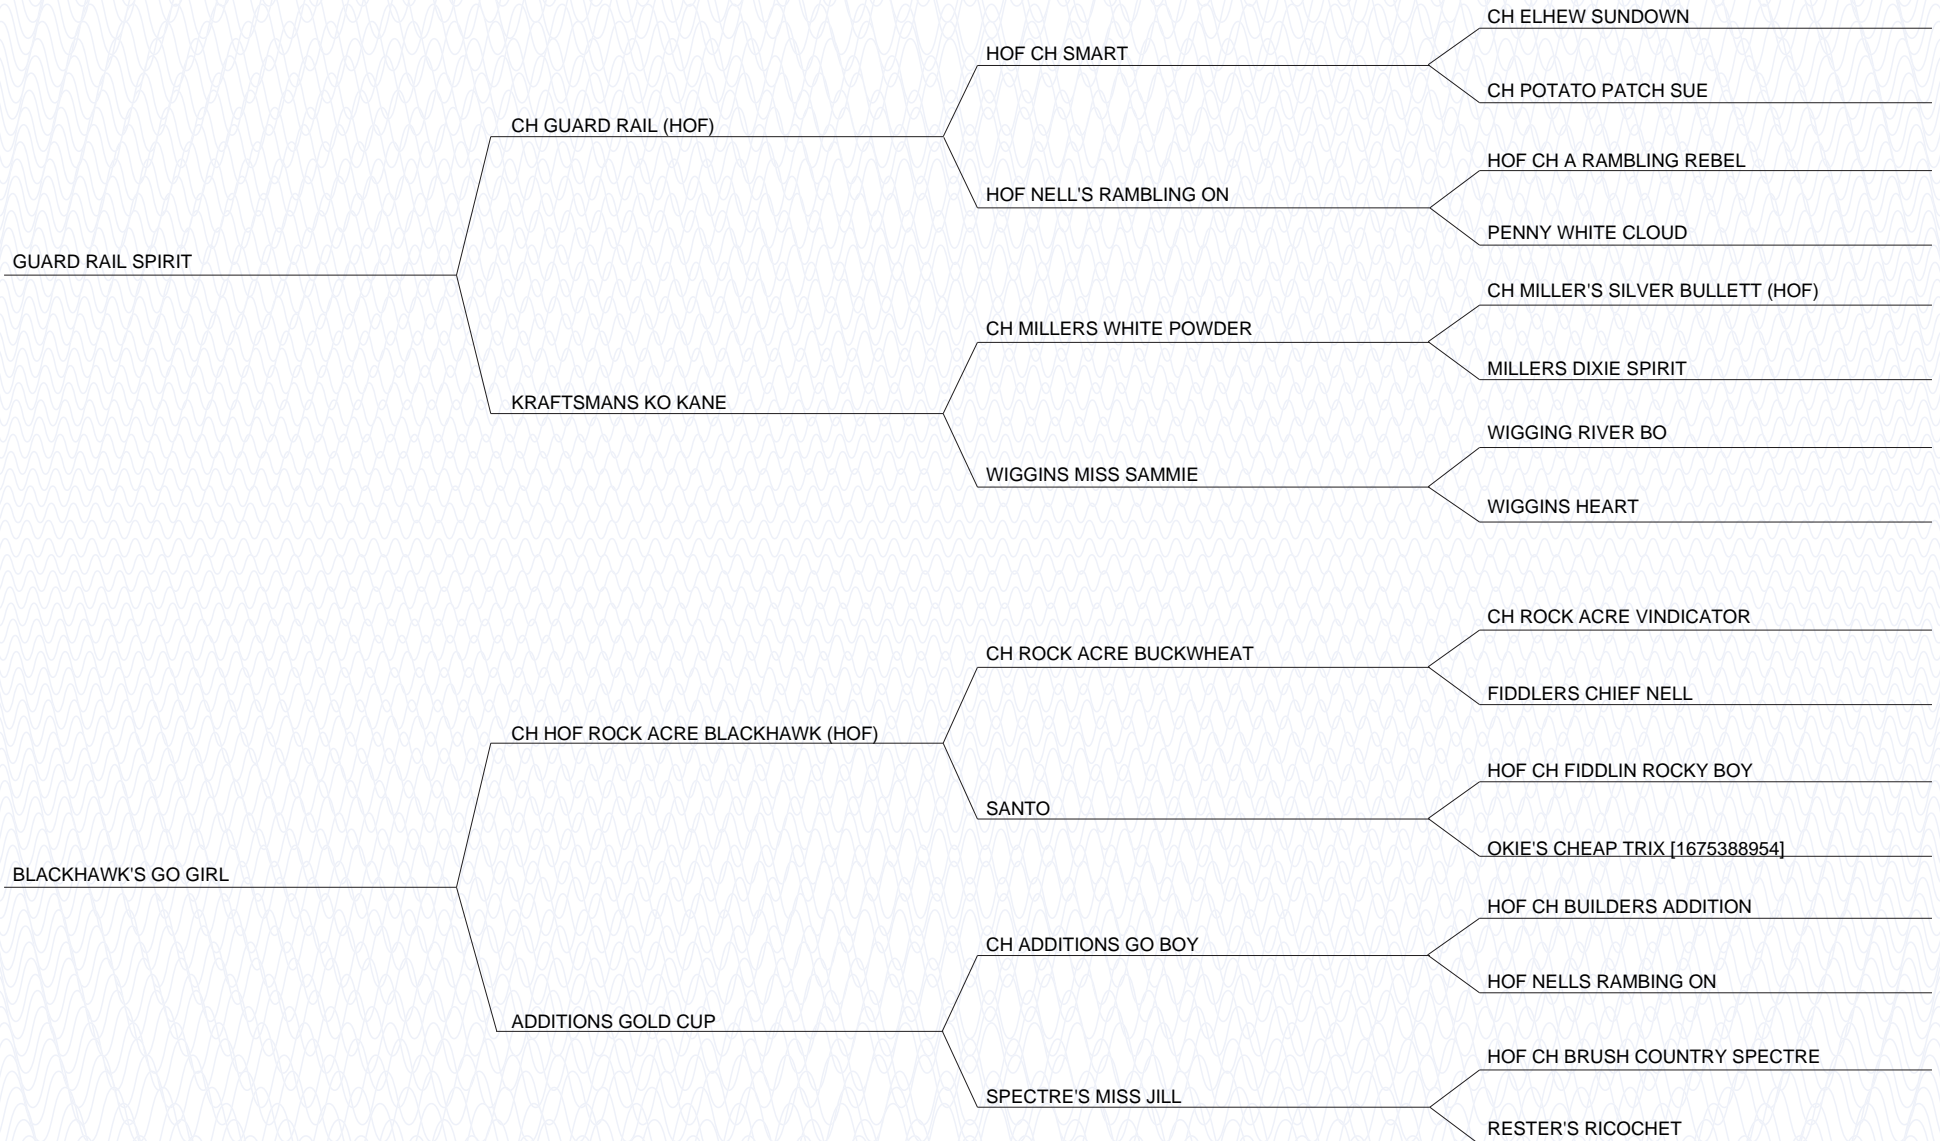 CH ELHEW SUNDOWN
HOF CH SMART
CH POTATO PATCH SUE
CH GUARD RAIL (HOF)
HOF CH A RAMBLING REBEL
HOF NELL'S RAMBLING ON
PENNY WHITE CLOUD
GUARD RAIL SPIRIT
CH MILLER'S SILVER BULLETT (HOF)
CH MILLERS WHITE POWDER
MILLERS DIXIE SPIRIT
KRAFTSMANS KO KANE
WIGGING RIVER BO
WIGGINS MISS SAMMIE
WIGGINS HEART
CH ROCK ACRE VINDICATOR
CH ROCK ACRE BUCKWHEAT
FIDDLERS CHIEF NELL
CH HOF ROCK ACRE BLACKHAWK (HOF)
HOF CH FIDDLIN ROCKY BOY
SANTO
OKIE'S CHEAP TRIX [1675388954]
BLACKHAWK'S GO GIRL
HOF CH BUILDERS ADDITION
CH ADDITIONS GO BOY
HOF NELLS RAMBING ON
ADDITIONS GOLD CUP
HOF CH BRUSH COUNTRY SPECTRE
SPECTRE'S MISS JILL
RESTER'S RICOCHET